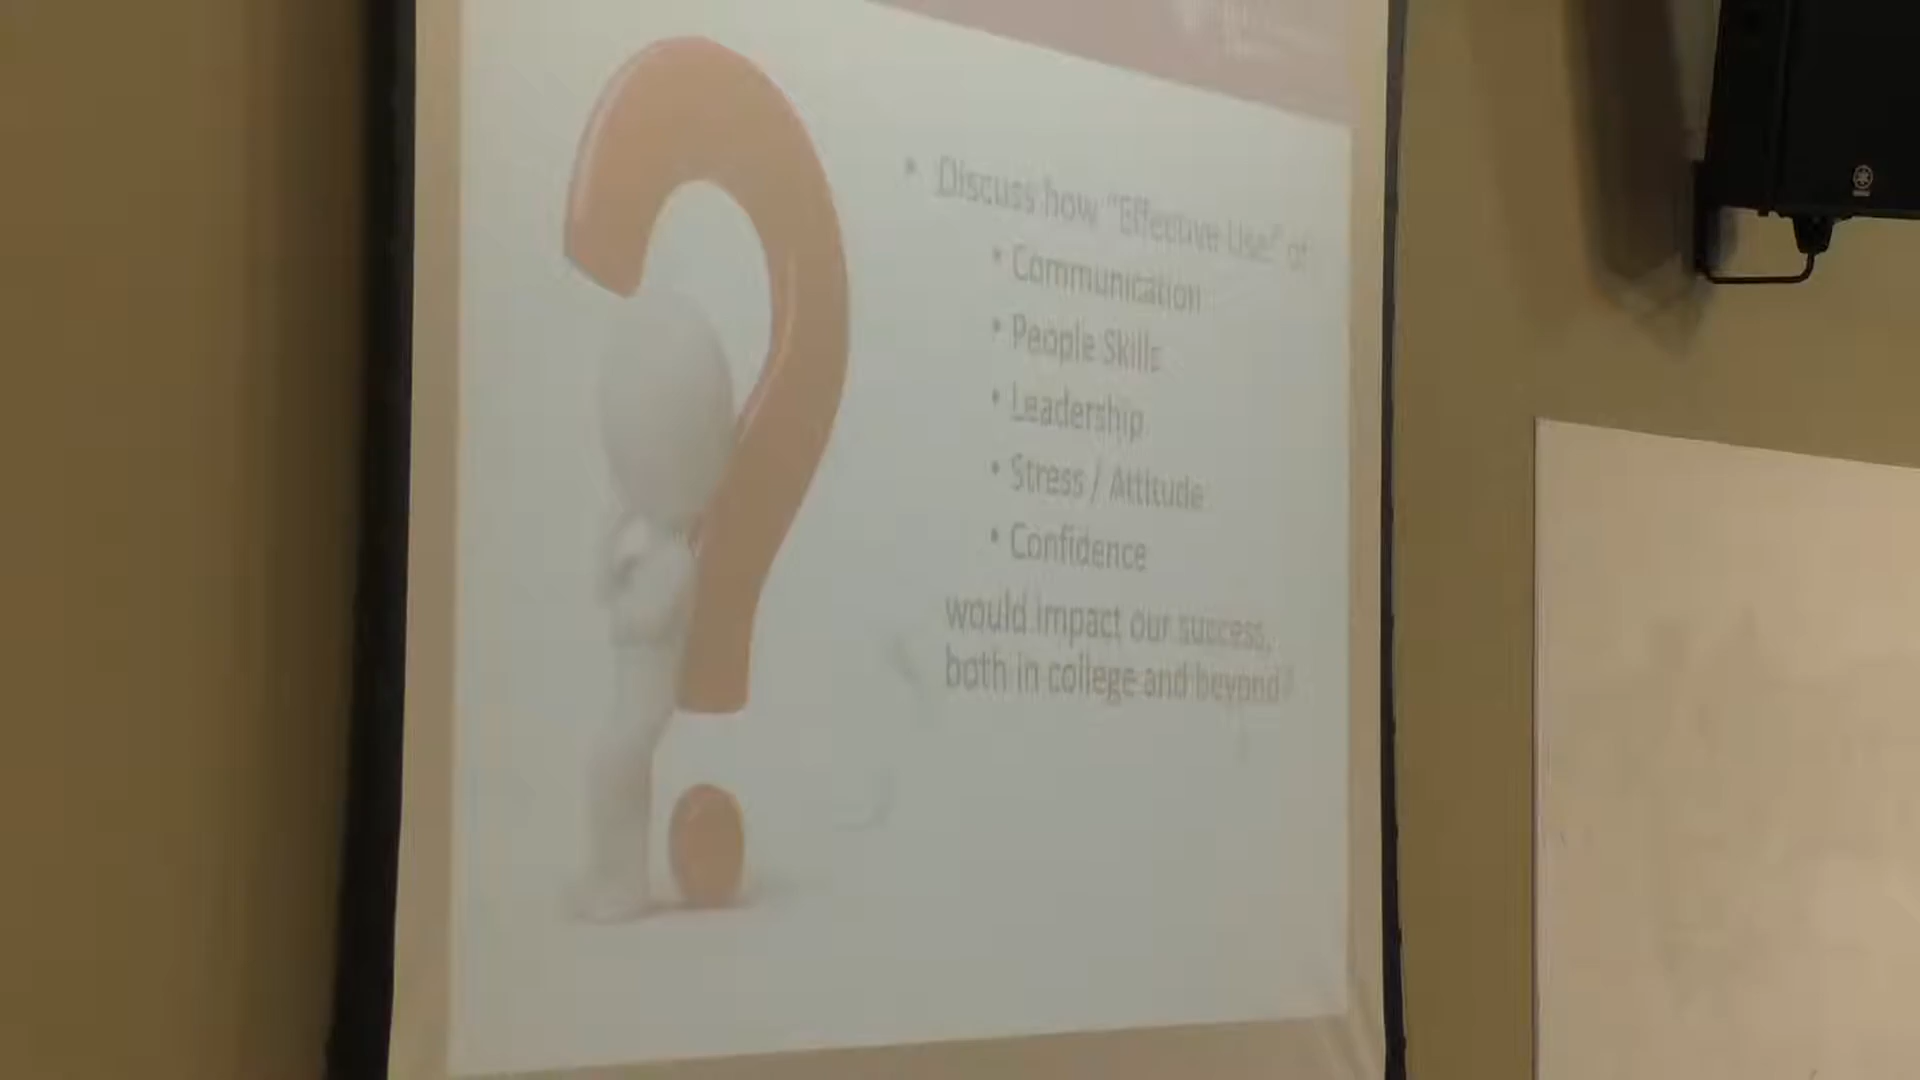 • Discuss how "Effective Use" of
• Communication
• People Skills
• Leadership
• Stress / Attitude
• Confidence
would impact our success,
both in college and beyond?